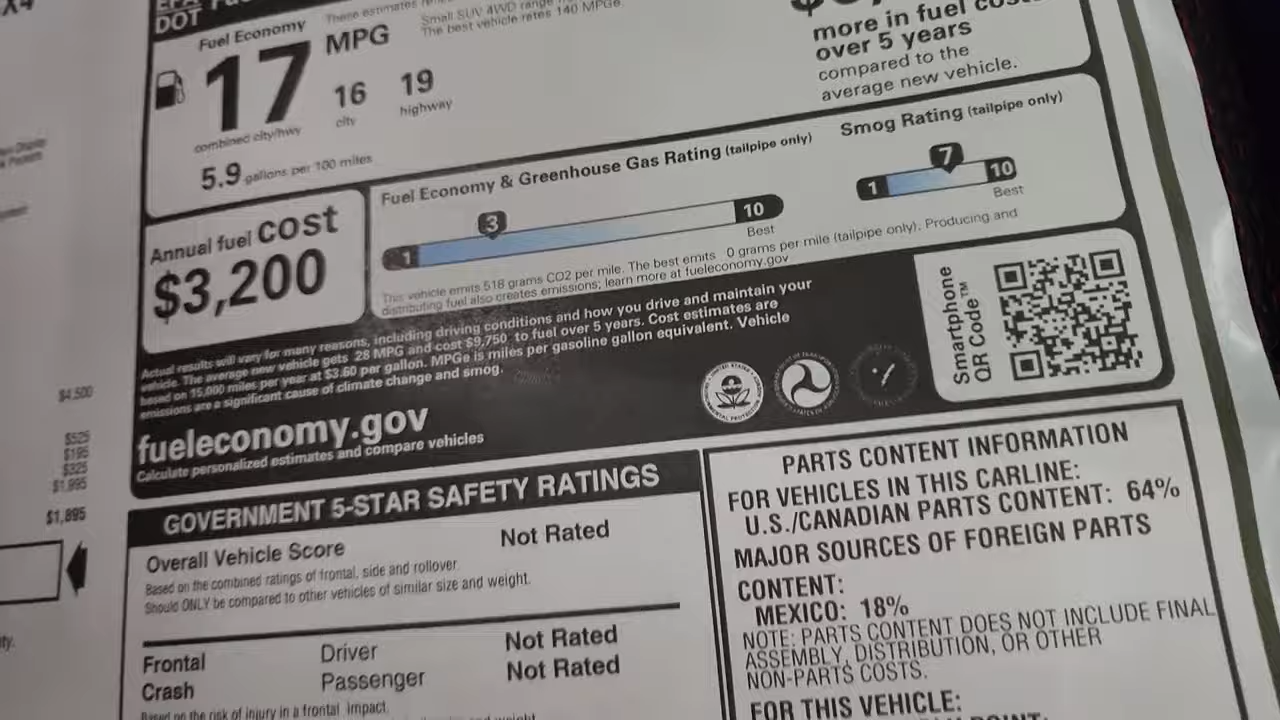 X4
EPA
DOT
Fuel Economy
These estimates
Small SUV 4WD range
The best vehicle rates 140 MPGe.
17
MPG
16
city
19
highway
combined city/hwy
5.9 gallons per 100 miles
more in fuel
over 5 years
compared to the
average new vehicle.
Annual fuel COST
$3,200
Fuel Economy & Greenhouse Gas Rating (tailpipe only)
1
3
10
Best
Smog Rating (tailpipe only)
1
7
10
Best
This vehicle emits 518 grams CO2 per mile. The best emits 0 grams per mile (tailpipe only). Producing and
distributing fuel also creates emissions; learn more at fueleconomy.gov
Actual results will vary for many reasons, including driving conditions and how you drive and maintain your
vehicle. The average new vehicle gets 28 MPG and cost $9,750 to fuel over 5 years. Cost estimates are
based on 15,000 miles per year at $3.60 per gallon. MPGe is miles per gasoline gallon equivalent. Vehicle
emissions are a significant cause of climate change and smog.
fueleconomy.gov
Calculate personalized estimates and compare vehicles
Smartphone
QR Code™
$4,500
$525
$195
$325
$1,995
$1,895
GOVERNMENT 5-STAR SAFETY RATINGS
Overall Vehicle Score
Not Rated
Based on the combined ratings of frontal, side and rollover.
Should ONLY be compared to other vehicles of similar size and weight.
Frontal
Crash
Driver
Passenger
Not Rated
Not Rated
Based on the risk of injury in a frontal impact.
weight.
PARTS CONTENT INFORMATION
FOR VEHICLES IN THIS CARLINE:
U.S./CANADIAN PARTS CONTENT: 64%
MAJOR SOURCES OF FOREIGN PARTS
CONTENT:
MEXICO: 18%
NOTE: PARTS CONTENT DOES NOT INCLUDE FINAL
ASSEMBLY, DISTRIBUTION, OR OTHER
NON-PARTS COSTS.
FOR THIS VEHICLE: